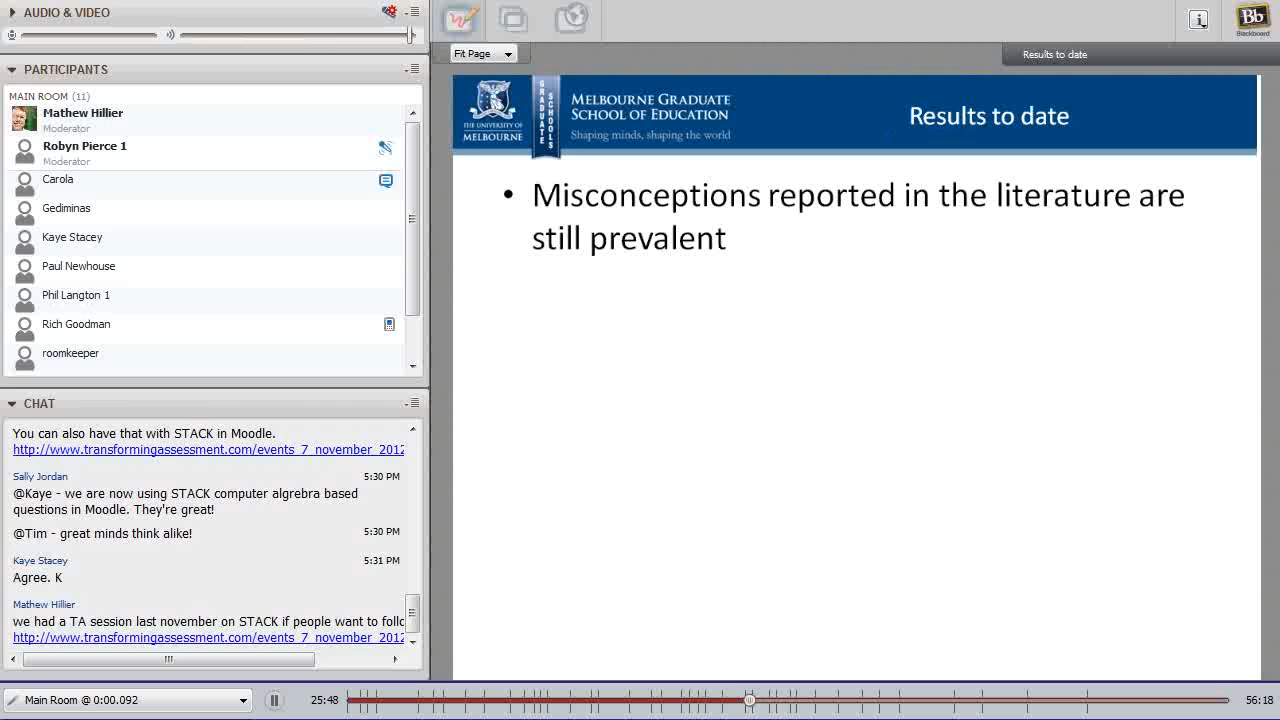 AUDIO & VIDEO
PARTICIPANTS
MAIN ROOM (11)
Mathew Hillier
Moderator
Robyn Pierce 1
Moderator
Carola
Gediminas
Kaye Stacey
Paul Newhouse
Phil Langton 1
Rich Goodman
roomkeeper
CHAT
You can also have that with STACK in Moodle.
http://www.transformingassessment.com/events_7_november_2012
Sally Jordan 5:30 PM
@Kaye - we are now using STACK computer algrebra based
questions in Moodle. They're great!
@Tim - great minds think alike! 5:30 PM
Kaye Stacey 5:31 PM
Agree. K
Mathew Hillier
we had a TA session last november on STACK if people want to follo
http://www.transformingassessment.com/events_7_november_2012
Main Room @ 0:00.092
25:48
56:18
Fit Page
Results to date
Bb
Blackboard
THE UNIVERSITY OF
MELBOURNE
GRADUATE
SCHOOLS
MELBOURNE GRADUATE
SCHOOL OF EDUCATION
Shaping minds, shaping the world
Results to date
• Misconceptions reported in the literature are
still prevalent